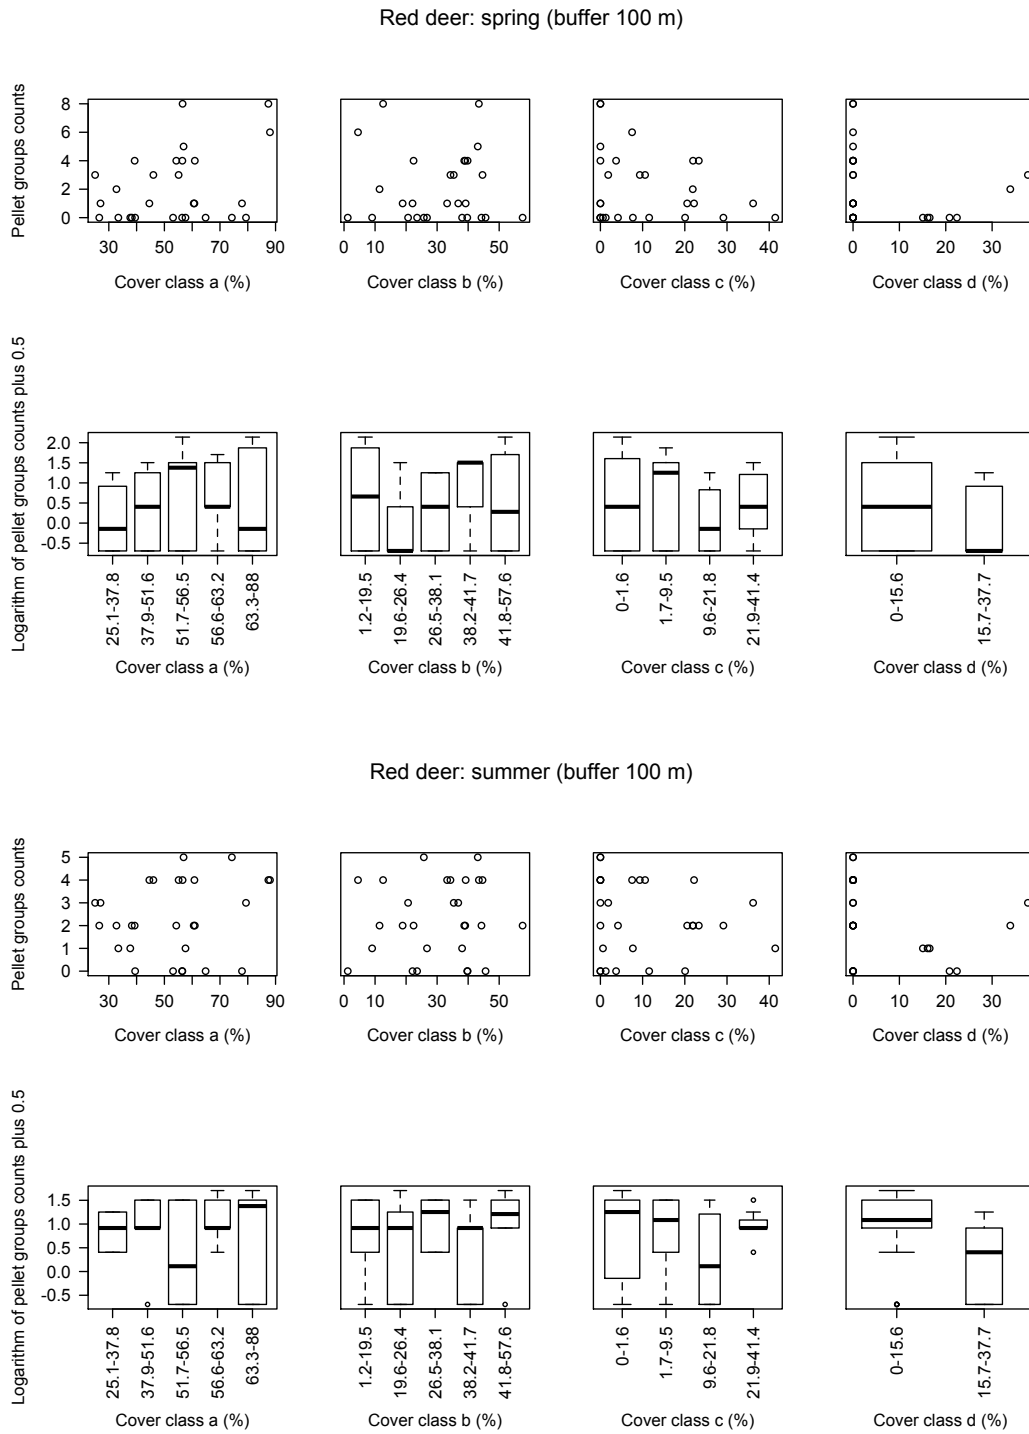 Red deer: spring (buffer 100 m)
Pellet groups counts
8
6
4
2
0
30 50 70 90
0 10 20 30 40 50
0 10 20 30 40
0 10 20 30
Cover class a (%)
Cover class b (%)
Cover class c (%)
Cover class d (%)
Logarithm of pellet groups counts plus 0.5
2.0
1.5
1.0
0.5
0.0
-0.5
25.1-37.8
37.9-51.6
51.7-56.5
56.6-63.2
63.3-88
1.2-19.5
19.6-26.4
26.5-38.1
38.2-41.7
41.8-57.6
0-1.6
1.7-9.5
9.6-21.8
21.9-41.4
0-15.6
15.7-37.7
Cover class a (%)
Cover class b (%)
Cover class c (%)
Cover class d (%)
Red deer: summer (buffer 100 m)
Pellet groups counts
5
4
3
2
1
0
30 50 70 90
0 10 20 30 40 50
0 10 20 30 40
0 10 20 30
Cover class a (%)
Cover class b (%)
Cover class c (%)
Cover class d (%)
Logarithm of pellet groups counts plus 0.5
1.5
1.0
0.5
0.0
-0.5
25.1-37.8
37.9-51.6
51.7-56.5
56.6-63.2
63.3-88
1.2-19.5
19.6-26.4
26.5-38.1
38.2-41.7
41.8-57.6
0-1.6
1.7-9.5
9.6-21.8
21.9-41.4
0-15.6
15.7-37.7
Cover class a (%)
Cover class b (%)
Cover class c (%)
Cover class d (%)